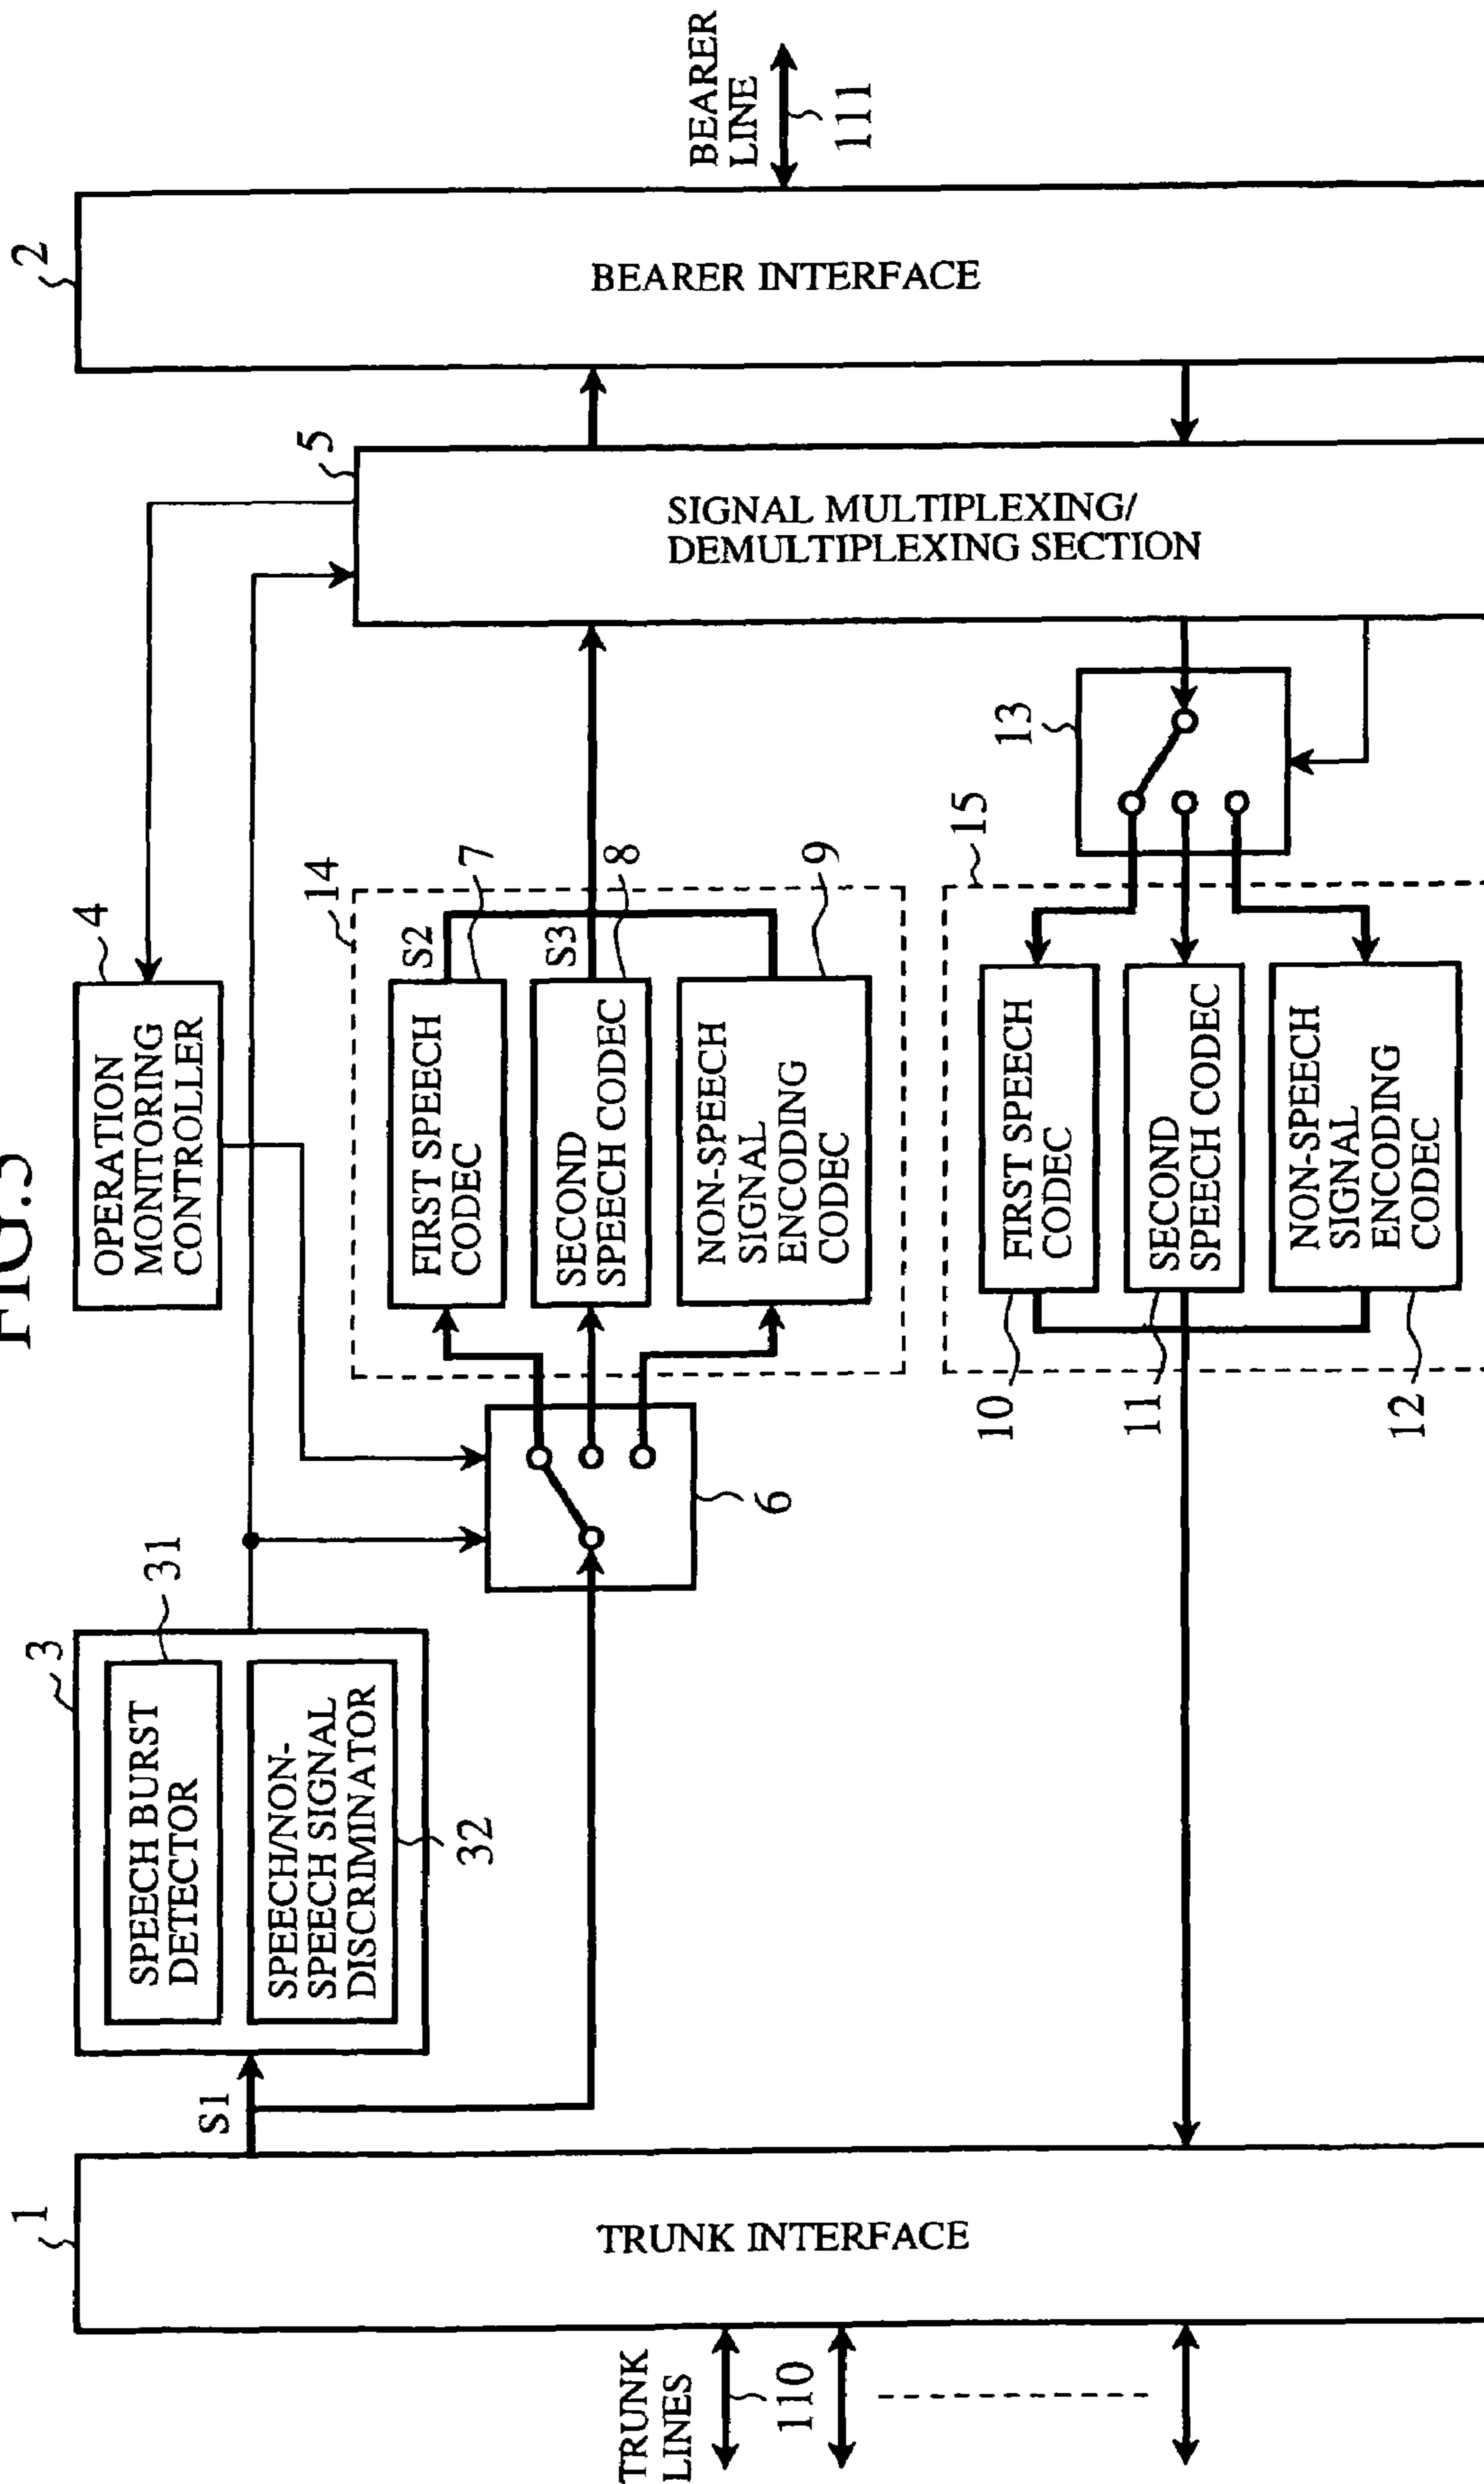 FIG.
1
S1
3
SPEECH BURST
DETECTOR
31
SPEECH/NON-
SPEECH SIGNAL
DISCRIMINATOR
32
4
OPERATION
MONITORING
CONTROLLER
5
2
TRUNK
LINES
110
TRUNK INTERFACE
6
14
FIRST SPEECH
CODEC
S2
7
SECOND
SPEECH CODEC
S3
8
NON-SPEECH
SIGNAL
ENCODING
CODEC
9
SIGNAL MULTIPLEXING/
DEMULTIPLEXING SECTION
BEARER INTERFACE
BEARER
LINE
111
15
13
10
FIRST SPEECH
CODEC
11
SECOND
SPEECH CODEC
12
NON-SPEECH
SIGNAL
ENCODING
CODEC